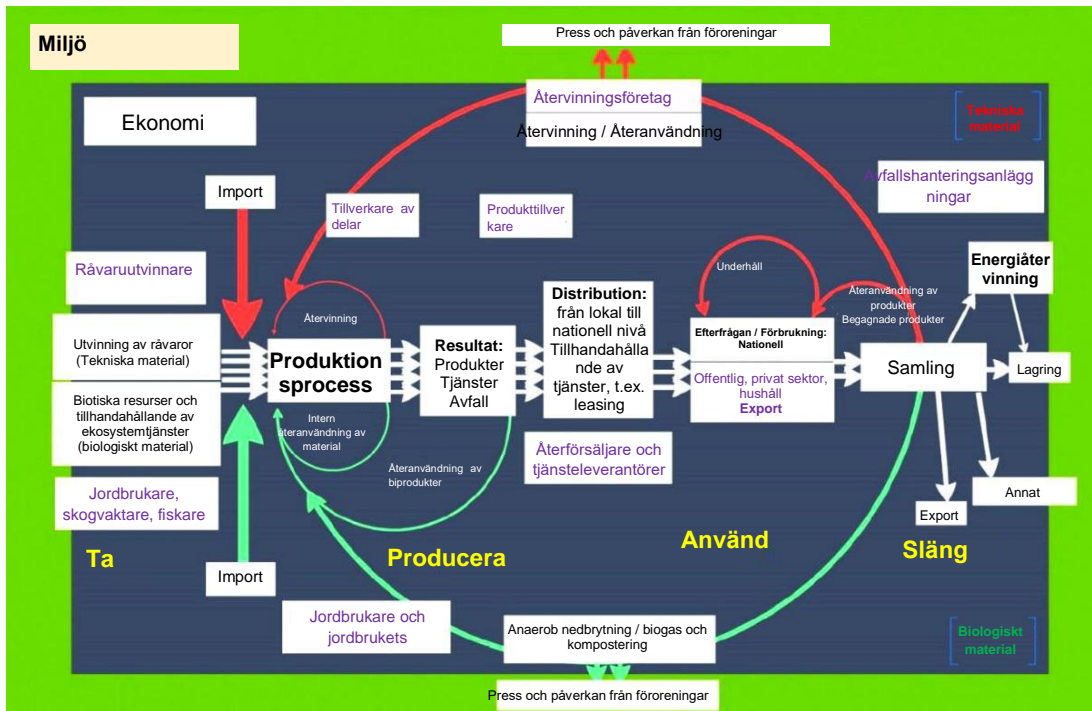 Press och påverkan från föroreningar
Miljö
Återvinningsföretag
Återvinning / Återanvändning
Tekniska
material
Ekonomi
Avfallshanteringsanlägg
ningar
Import
Tillverkare av
delar
Produkttillver
kare
Råvaruutvinnare
Underhåll
Energiåter
vinning
Återanvändning av
produkter
Begagnade produkter
Återvinning
Distribution:
från lokal till
nationell nivå
Tillhandahålla
nde av
tjänster, t.ex.
leasing
Utvinning av råvaror
(Tekniska material)
Biotiska resurser och
tillhandahållande av
ekosystemtjänster
(biologiskt material)
Produktion
sprocess
Resultat:
Produkter
Tjänster
Avfall
Efterfrågan / Förbrukning:
Nationell
Offentlig, privat sektor,
hushåll
Export
Samling
Lagring
Intern
återanvändning av
material
Återanvändning av
biprodukter
Återförsäljare och
tjänsteleverantörer
Jordbrukare,
skogvaktare, fiskare
Annat
Export
Ta
Producera
Använd
Släng
Import
Jordbrukare och
jordbrukets
Anaerob nedbrytning / biogas och
kompostering
Biologiskt
material
Press och påverkan från föroreningar